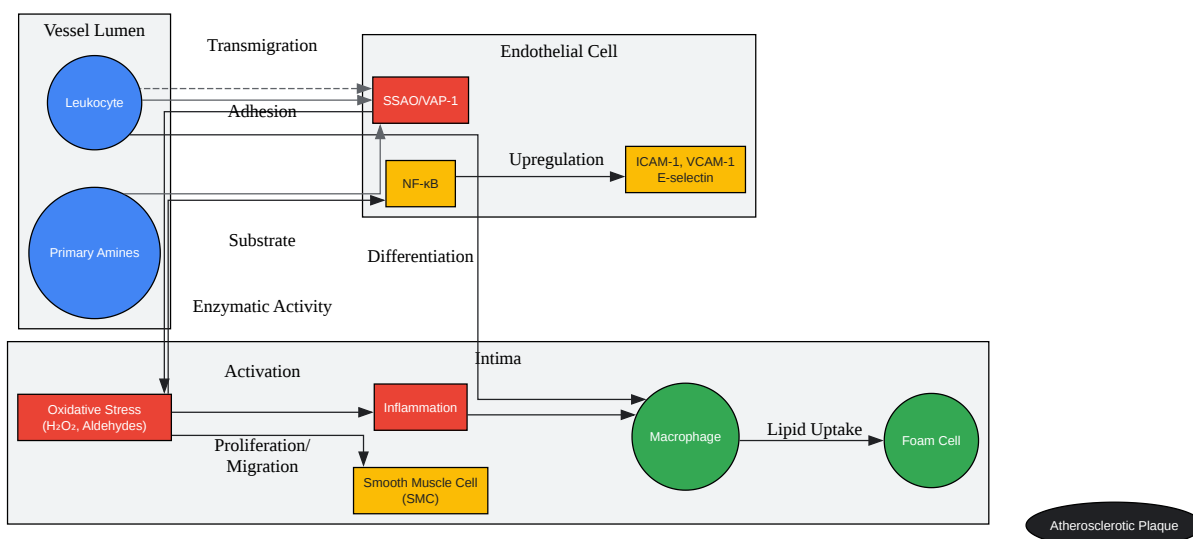 Vessel Lumen
Transmigration
Endothelial Cell
Leukocyte
SSAO/VAP-1
Adhesion
Upregulation
ICAM-1, VCAM-1
E-selectin
NF-κB
Primary Amines
Substrate
Differentiation
Enzymatic Activity
Intima
Activation
Oxidative Stress
(H₂O₂, Aldehydes)
Inflammation
Proliferation/
Migration
Macrophage
Lipid Uptake
Foam Cell
Smooth Muscle Cell
(SMC)
Atherosclerotic Plaque